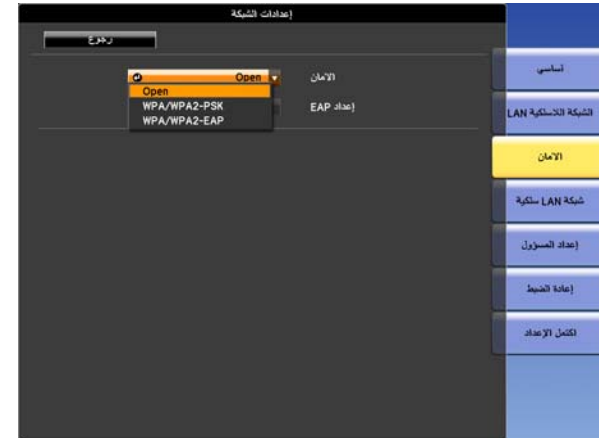 إعدادات الشبكة
رجوع
الأمان
Open
Open
WPA/WPA2-PSK
WPA/WPA2-EAP
إعداد EAP
أساسي
الشبكة اللاسلكية LAN
الأمان
شبكة LAN سلكية
إعداد المسؤول
إعادة الضبط
اكتمل الإعداد